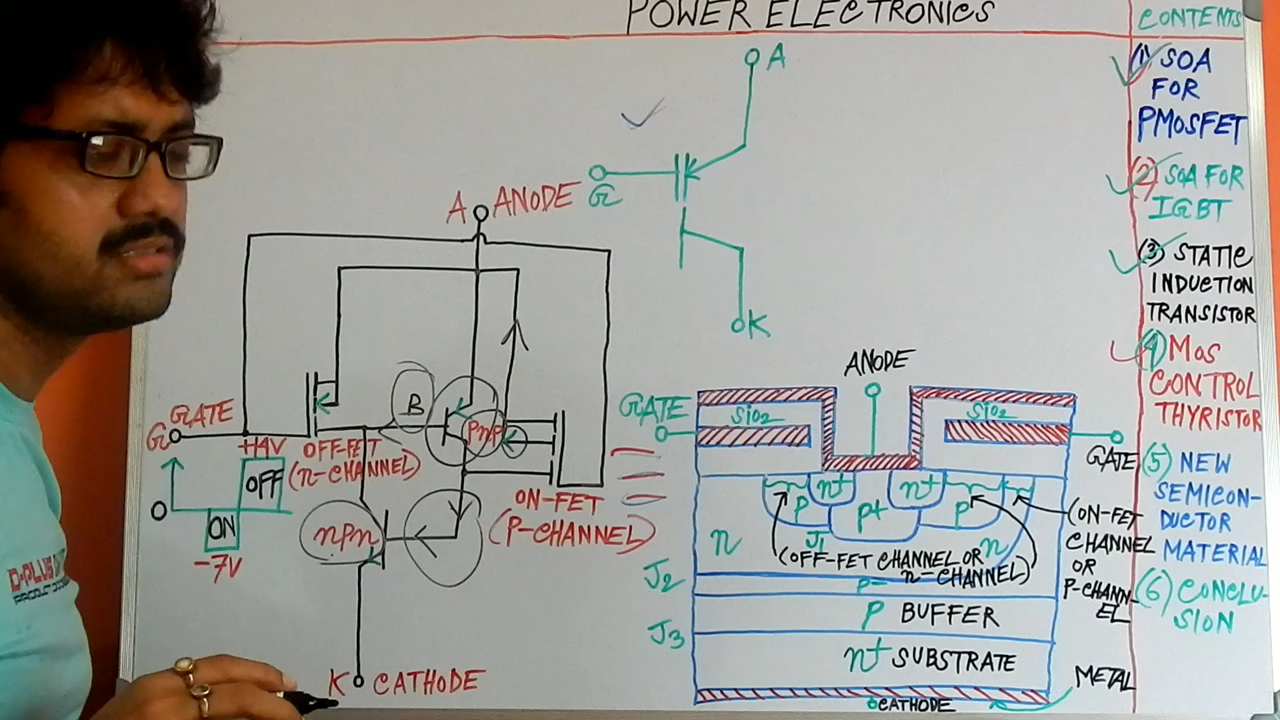 POWER ELECTRONICS
CONTENTS
(1) SOA
FOR
PMOSFET
(2) SOA FOR
IGBT
(3) STATIC
INDUCTION
TRANSISTOR
(4) MOS
CONTROL
THYRISTOR
(5) NEW
SEMICON-
DUCTOR
MATERIAL
(6) CONCLU-
SION
A
G
K
A ANODE
GATE
G
+14V
OFF-FET
(n-CHANNEL)
OFF
O
ON
-7V
B
pnp
npn
ON-FET
(P-CHANNEL)
K CATHODE
ANODE
GATE
SiO2
SiO2
GATE
n+
n+
P
P+
P
n
J1
n
(OFF-FET CHANNEL OR
n-CHANNEL)
(ON-FET
CHANNEL
OR
P-CHANN-
EL
J2
P-
P BUFFER
J3
n+ SUBSTRATE
METAL
CATHODE
D-PLUS